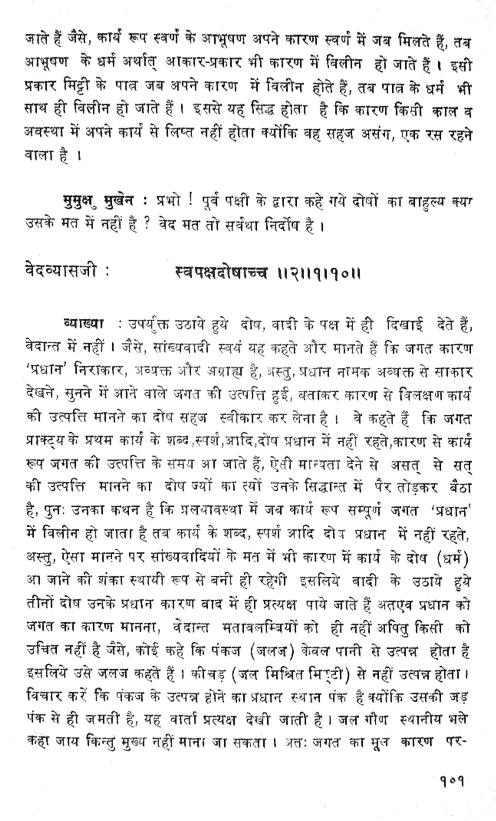 जाते हैं जैसे, कार्य रूप स्वर्ण के आभूषण अपने कारण स्वर्ण में जब मिलते हैं, तब
आभूषण के धर्म अर्थात् आकार-प्रकार भी कारण में विलीन हो जाते हैं । इसी
प्रकार मिट्टी के पात्र जब अपने कारण में विलीन होते हैं, तब पात्र के धर्म भी
साथ ही विलीन हो जाते हैं । इससे यह सिद्ध होता है कि कारण किसी काल व
अवस्था में अपने कार्य से लिप्त नहीं होता क्योंकि वह सहज असंग, एक रस रहने
वाला है ।
मुमुक्षु मुखेन : प्रभो ! पूर्व पक्षी के द्वारा कहे गये दोषों का बाहुल्य क्या
उसके मत में नहीं है ? वेद मत तो सर्वथा निर्दोष है ।
वेदव्यासजी : स्वपक्षदोषाच्च ॥२॥१॥१०॥
व्याख्या : उपर्युक्त उठाये हुये दोष, वादी के पक्ष में ही दिखाई देते हैं,
वेदान्त में नहीं । जैसे, सांख्यवादी स्वयं यह कहते और मानते हैं कि जगत कारण
'प्रधान' निराकार, अव्यक्त और अग्राह्य है, अस्तु, प्रधान नामक अव्यक्त से साकार
देखने, सुनने में आने वाले जगत की उत्पत्ति हुई, बताकर कारण से विलक्षण कार्य
की उत्पत्ति मानने का दोष सहज स्वीकार कर लेना है । वे कहते हैं कि जगत
प्राक्ट्य के प्रथम कार्य के शब्द, स्पर्श, आदि, दोष प्रधान में नहीं रहते, कारण से कार्य
रूप जगत की उत्पत्ति के समय आ जाते हैं, ऐसी मान्यता देने से असत् से सत्
की उत्पत्ति मानने का दोष ज्यों का त्यों उनके सिद्धान्त में पैर तोड़कर बैठा
है, पुनः उनका कथन है कि प्रलयावस्था में जब कार्य रूप सम्पूर्ण जगत 'प्रधान'
में विलीन हो जाता है तब कार्य के शब्द, स्पर्श आदि दोष प्रधान में नहीं रहते,
अस्तु, ऐसा मानने पर सांख्यवादियों के मत में भी कारण में कार्य के दोष (धर्म)
आ जाने की शंका स्थायी रूप से बनी ही रहेगी इसलिये वादी के उठाये हुये
तीनों दोष उनके प्रधान कारण बाद में ही प्रत्यक्ष पाये जाते हैं अतएव प्रधान को
जगत का कारण मानना, वेदान्त मतावलम्बियों को ही नहीं अपितु किसी को
उचित नहीं है जैसे, कोई कहे कि पंकज (जलज) केवल पानी से उत्पन्न होता है
इसलिये उसे जलज कहते हैं । कीचड़ (जल मिश्रित मिट्टी) से नहीं उत्पन्न होता ।
विचार करें कि पंकज के उत्पन्न होने का प्रधान स्थान पंक है क्योंकि उसकी जड़
पंक से ही जमती है, यह वार्ता प्रत्यक्ष देखी जाती है । जल गौण स्थानीय भले
कहा जाय किन्तु मुख्य नहीं माना जा सकता । अतः जगत का मूल कारण पर-
१०१